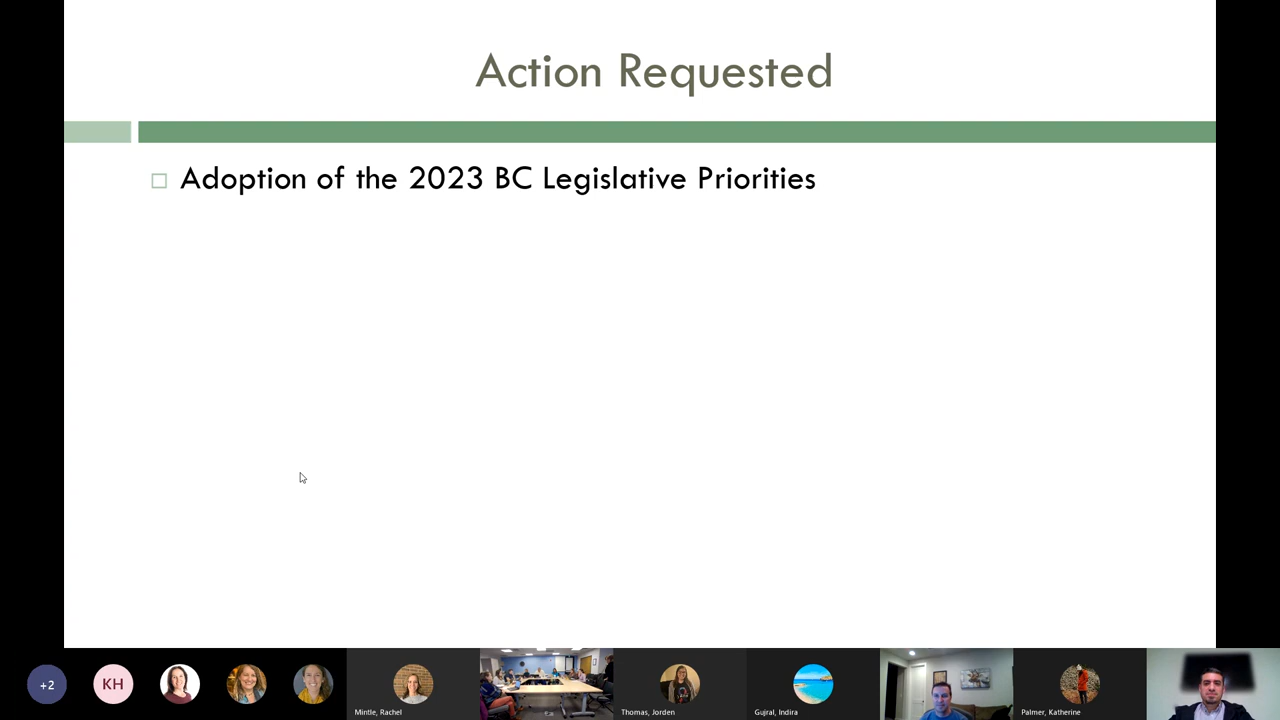 Action Requested
Adoption of the 2023 BC Legislative Priorities
+2
KH
Mintle, Rachel
Thomas, Jorden
Gujral, Indira
Palmer, Katherine